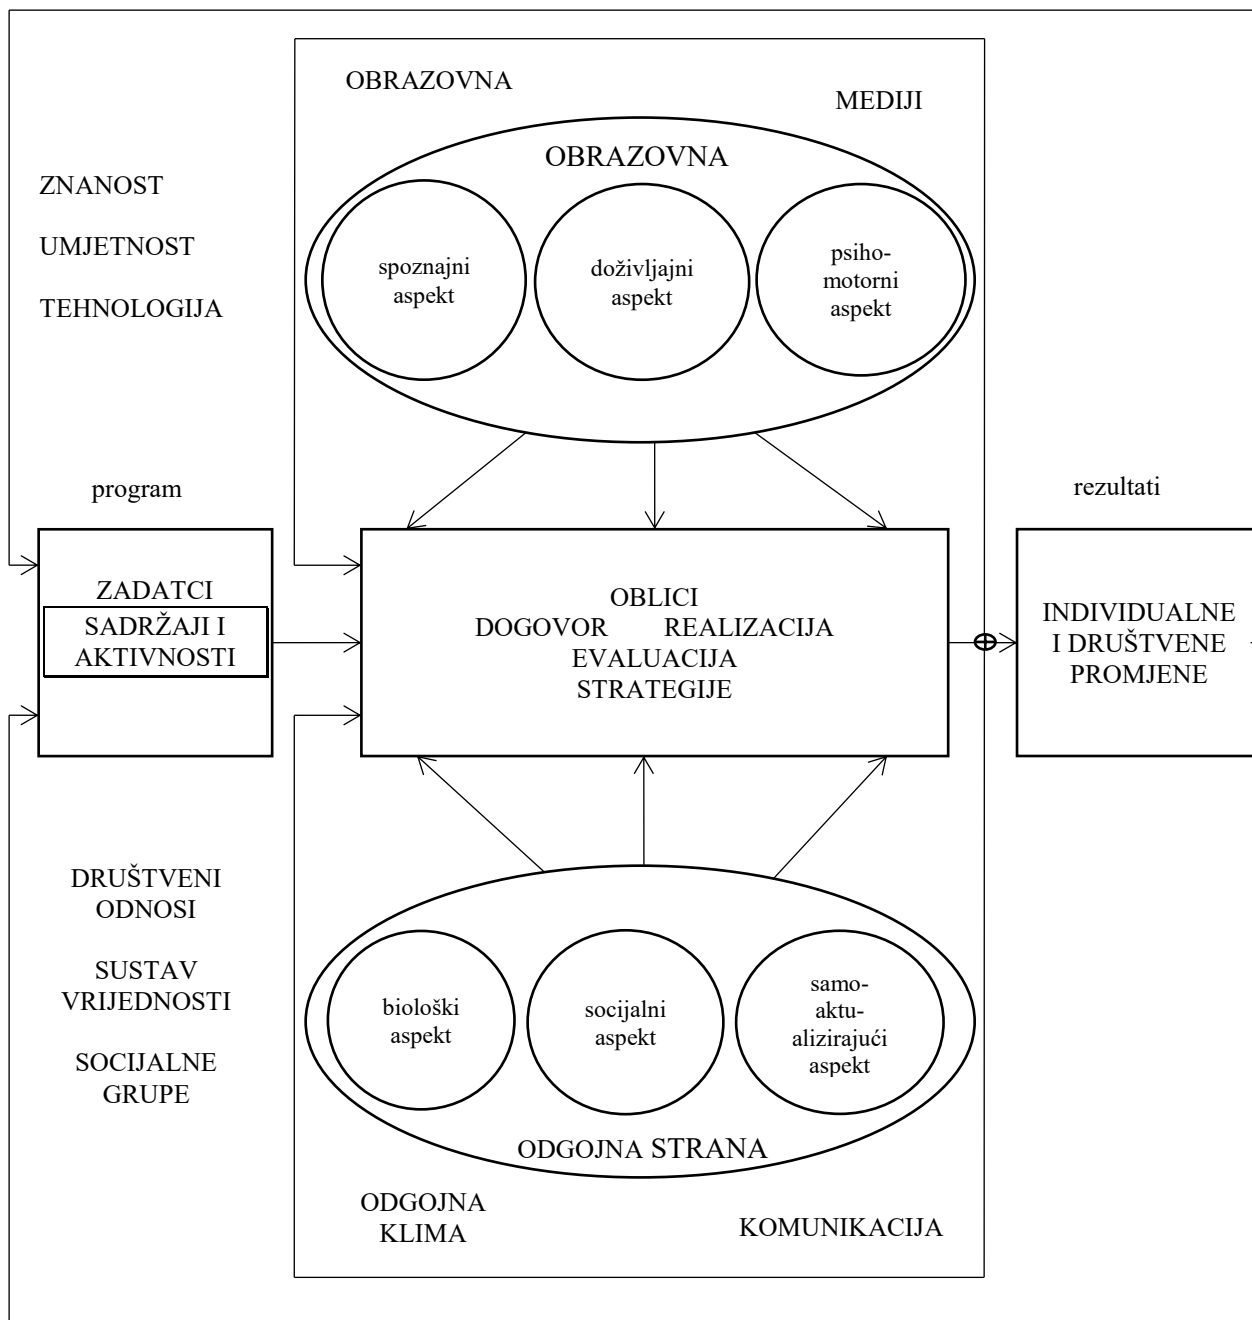 OBRAZOVNA
MEDIJI
OBRAZOVNA
ZNANOST
UMJETNOST
TEHNOLOGIJA
spoznajni
aspekt
doživljajni
aspekt
psiho-
motorni
aspekt
program
rezultati
ZADATCI
SADRŽAJI I
AKTIVNOSTI
OBLICI
DOGOVOR REALIZACIJA
EVALUACIJA
STRATEGIJE
INDIVIDUALNE
I DRUŠTVENE
PROMJENE
DRUŠTVENI
ODNOSI
SUSTAV
VRIJEDNOSTI
SOCIJALNE
GRUPE
biološki
aspekt
socijalni
aspekt
samo-
aktu-
alizirajući
aspekt
ODGOJNA STRANA
ODGOJNA
KLIMA
KOMUNIKACIJA